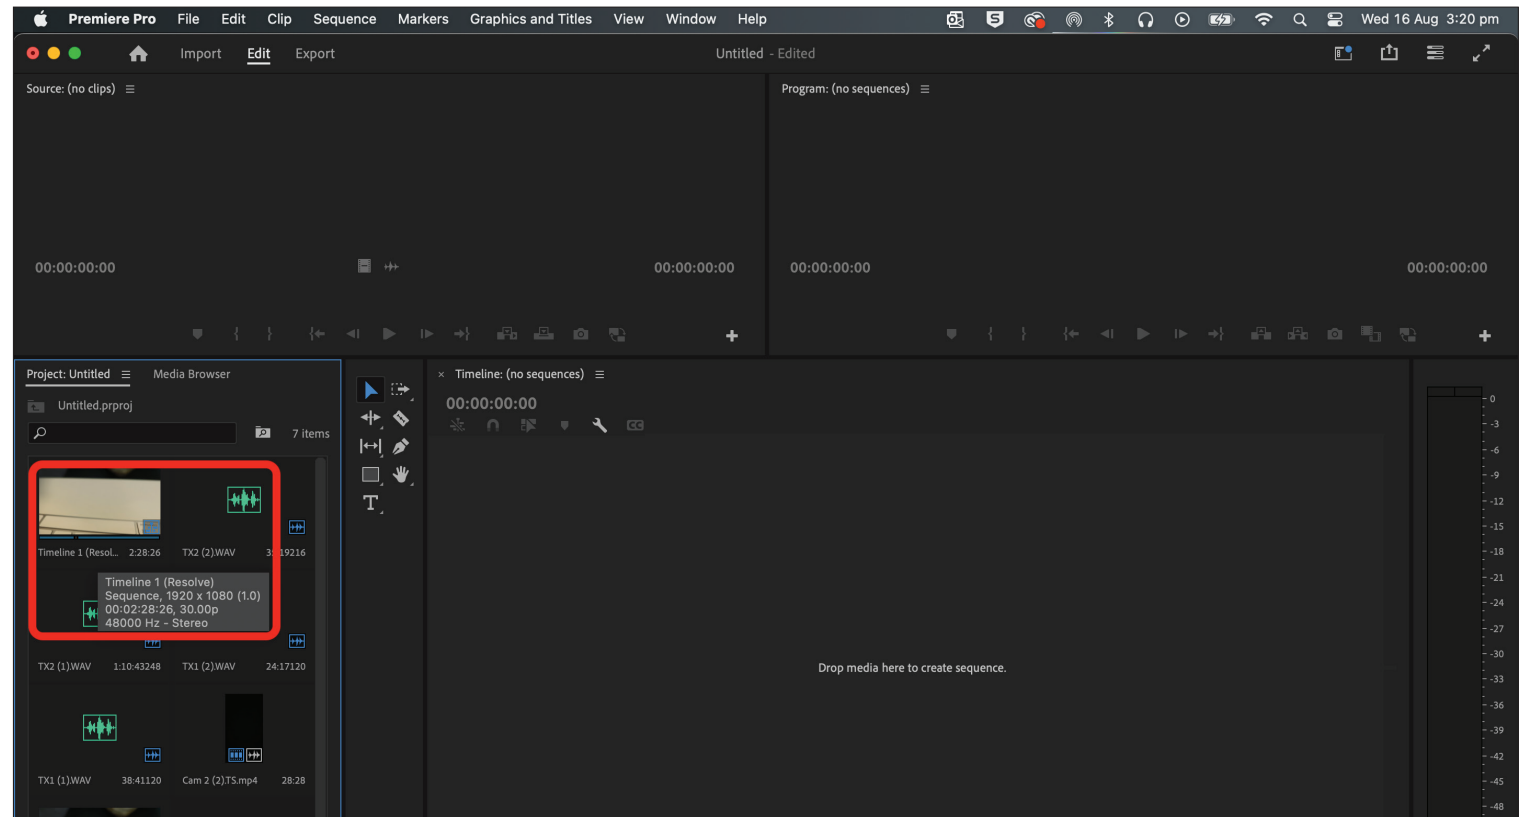 Premiere Pro File Edit Clip Sequence Markers Graphics and Titles View Window Help Wed 16 Aug 3:20 pm
Import Edit Export Untitled - Edited
Source: (no clips) Program: (no sequences)
00:00:00:00 00:00:00:00 00:00:00:00 00:00:00:00
Project: Untitled Media Browser
Timeline: (no sequences)
Untitled.prproj
00:00:00:00
7 items
Timeline 1 (Resol... 2:28:26 TX2 (2).WAV 19216
Timeline 1 (Resolve)
Sequence, 1920 x 1080 (1.0)
00:02:28:26, 30.00p
48000 Hz - Stereo
TX2 (1).WAV 1:10:43248 TX1 (2).WAV 24:17120
TX1 (1).WAV 38:41120 Cam 2 (2).TS.mp4 28:28
Drop media here to create sequence.
0
-3
-6
-9
-12
-15
-18
-21
-24
-27
-30
-33
-36
-39
-42
-45
-48